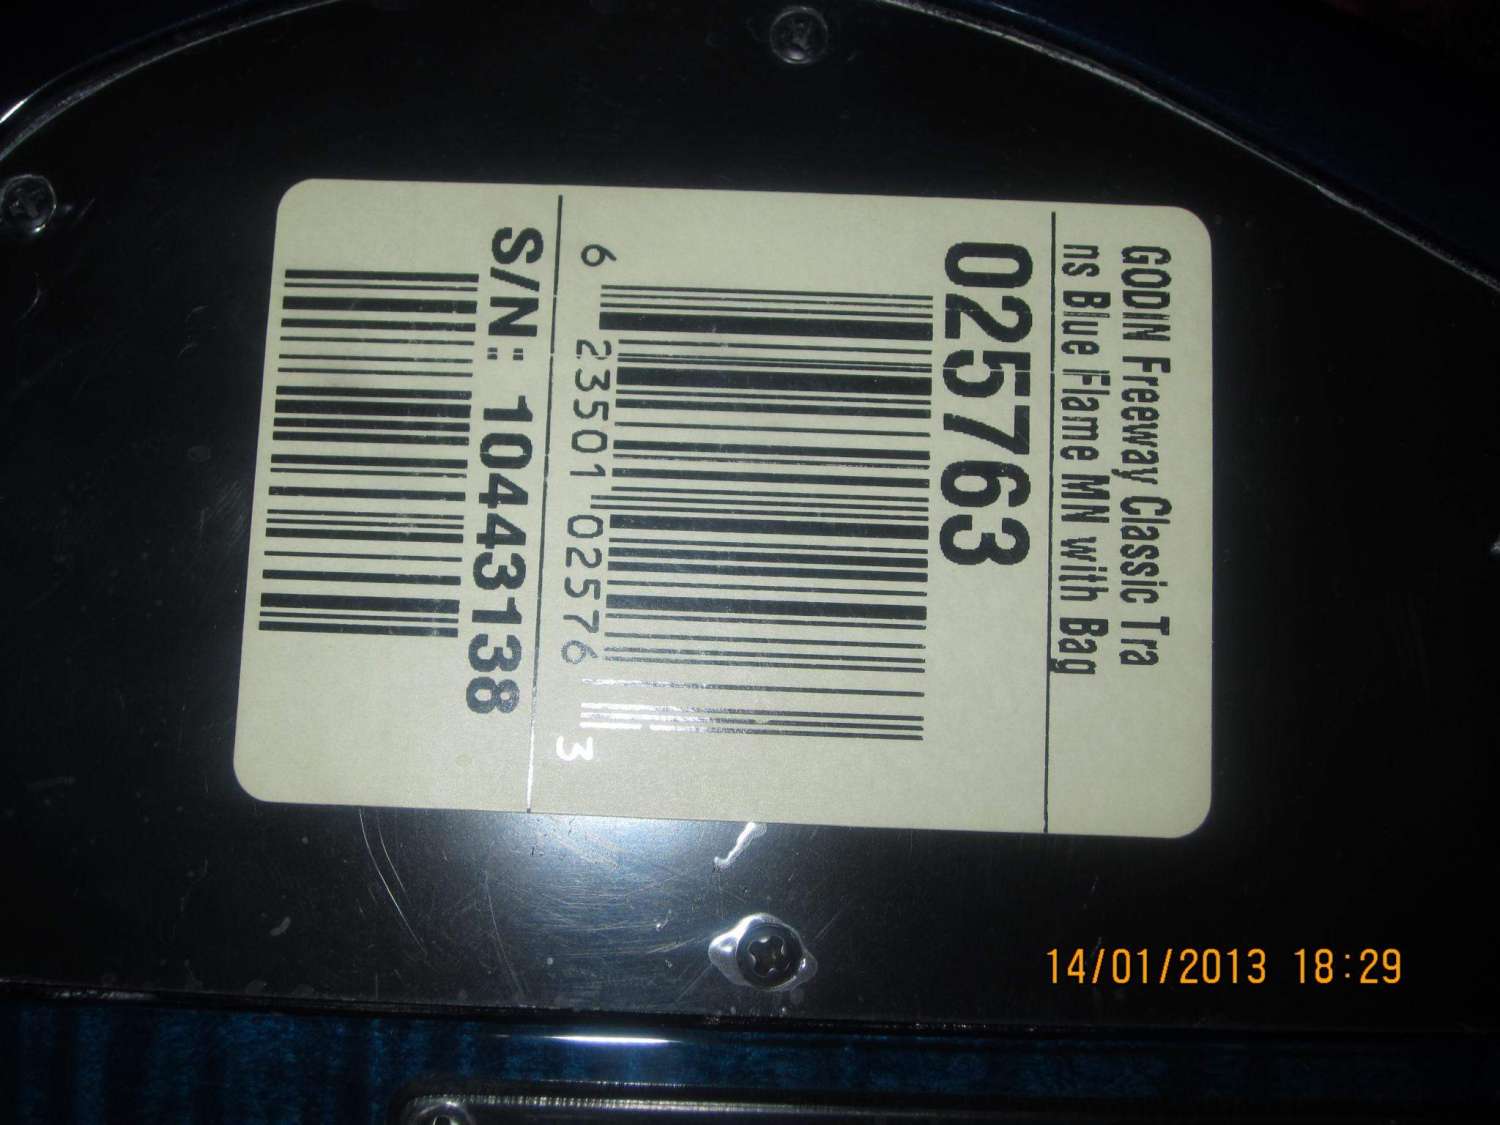 GODIN Freeway Classic Tra
ns Blue Flame MN with Bag
025763
6 23501 02576 3
S/N: 10443138
14/01/2013 18:29